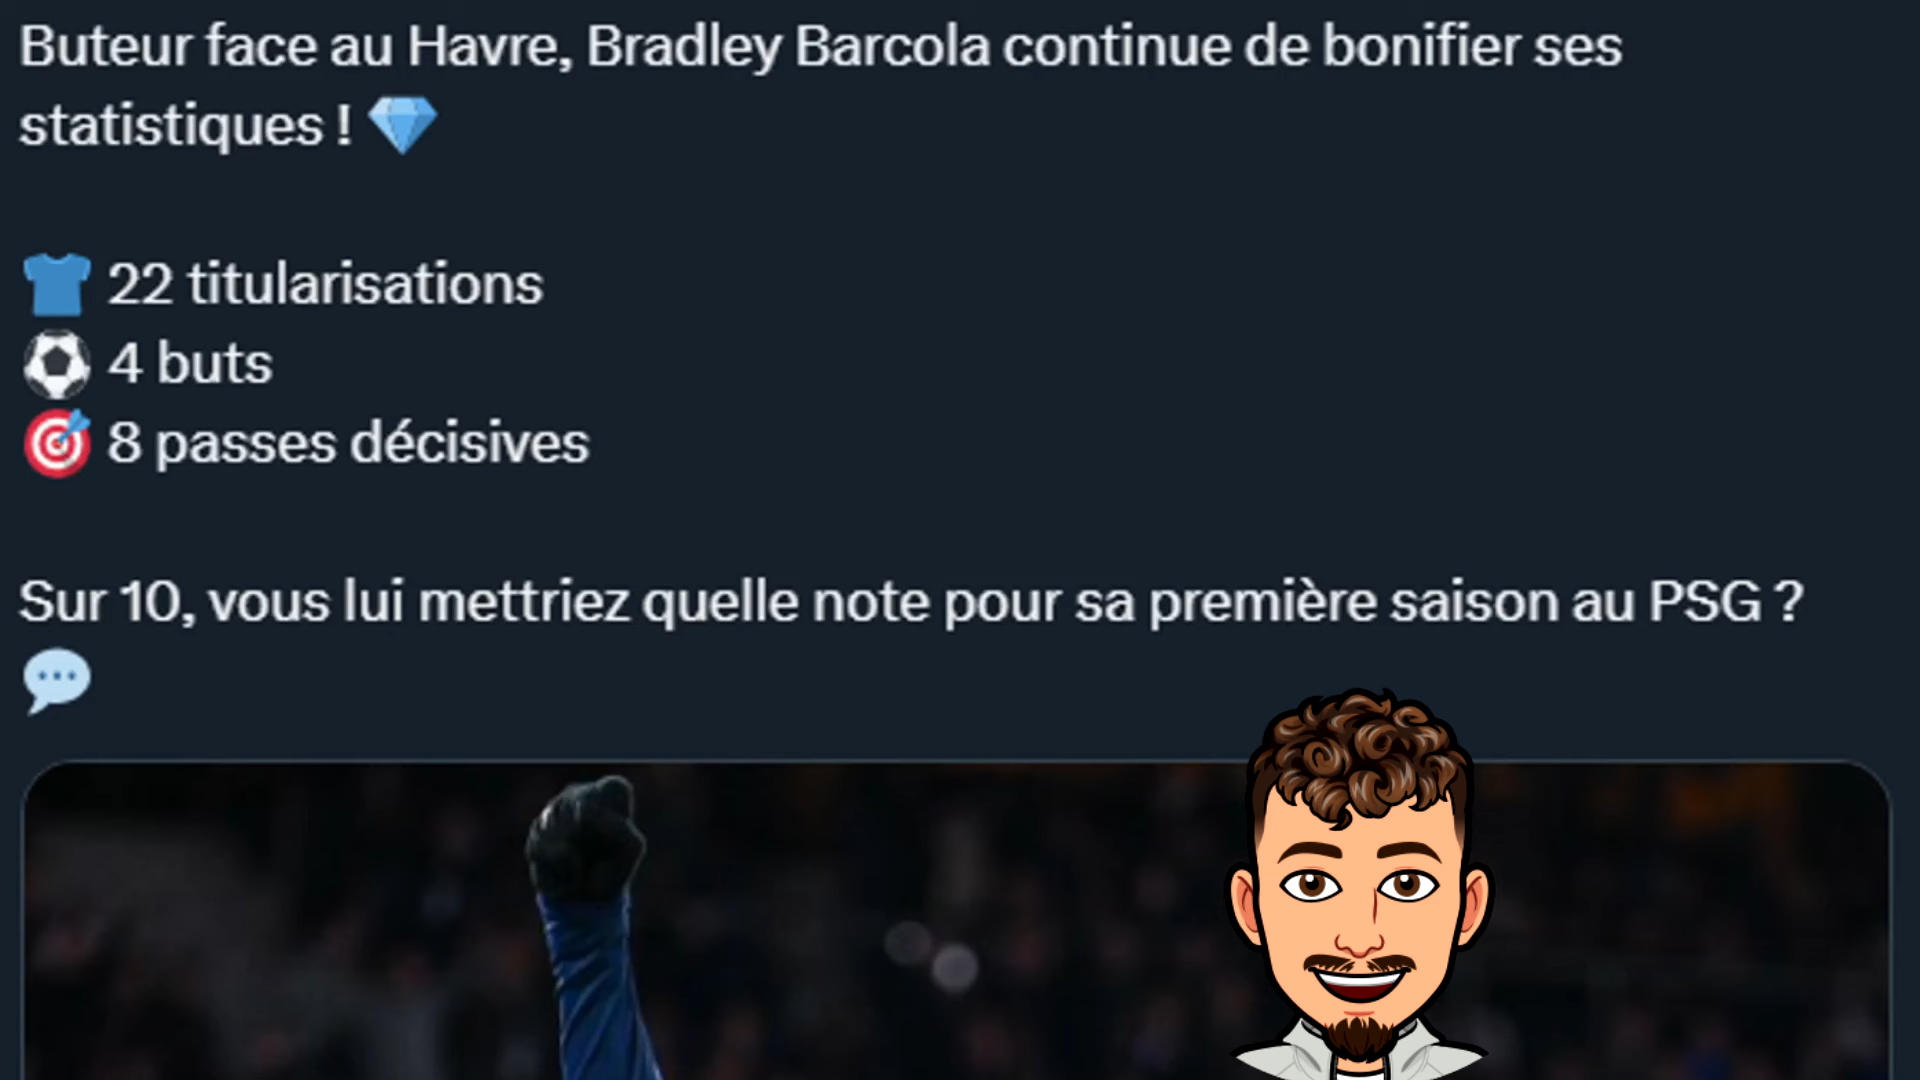 Buteur face au Havre, Bradley Barcola continue de bonifier ses
statistiques ! 💎
👕 22 titularisations
⚽ 4 buts
🎯 8 passes décisives
Sur 10, vous lui mettriez quelle note pour sa première saison au PSG ?
💬